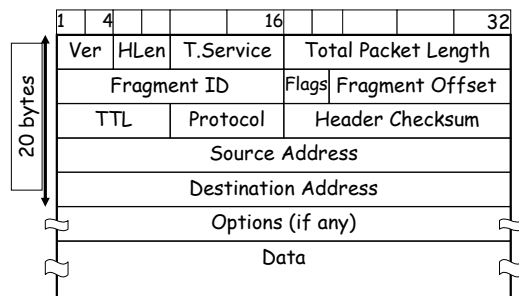 1 4 16 32
Ver HLen T.Service Total Packet Length
Fragment ID Flags Fragment Offset
TTL Protocol Header Checksum
Source Address
Destination Address
Options (if any)
Data
20 bytes